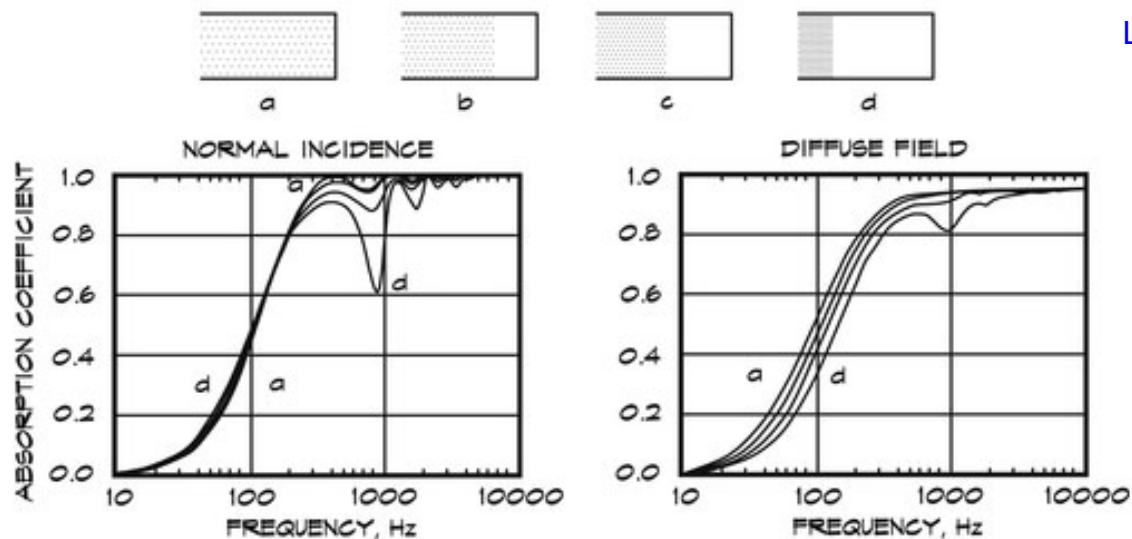 L
a b c d
NORMAL INCIDENCE
ABSORPTION COEFFICIENT
1.0
0.8
0.6
0.4
0.2
0.0
a
d
d a
10 100 1000 10000
FREQUENCY, Hz
DIFFUSE FIELD
1.0
0.8
0.6
0.4
0.2
0.0
a d
10 100 1000 10000
FREQUENCY, Hz